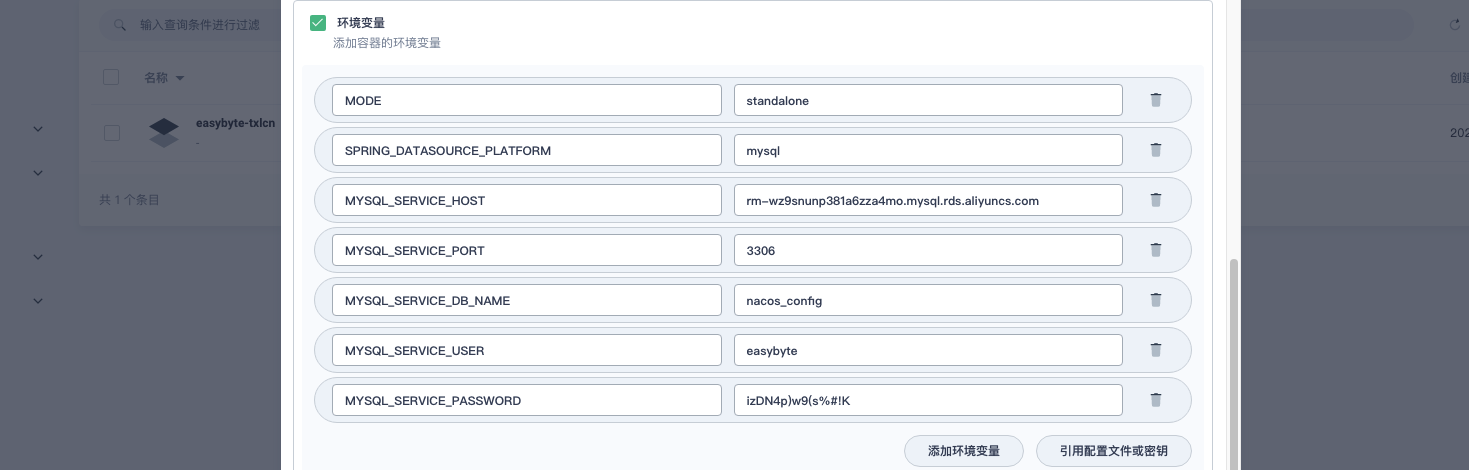 输入查询条件进行过滤
名称
创建
easybyte-txlcn
-
202
共 1 个条目
环境变量
添加容器的环境变量
MODE standalone
SPRING_DATASOURCE_PLATFORM mysql
MYSQL_SERVICE_HOST rm-wz9snunp381a6zza4mo.mysql.rds.aliyuncs.com
MYSQL_SERVICE_PORT 3306
MYSQL_SERVICE_DB_NAME nacos_config
MYSQL_SERVICE_USER easybyte
MYSQL_SERVICE_PASSWORD izDN4p)w9(s%#!K
添加环境变量 引用配置文件或密钥